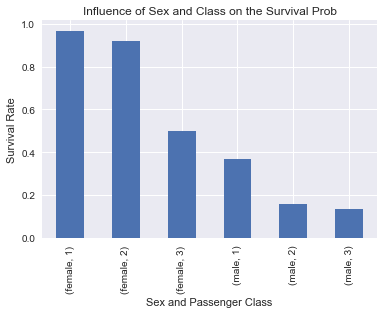 Influence of Sex and Class on the Survival Prob
1.0
0.8
0.6
0.4
0.2
0.0
Survival Rate
(female, 1)
(female, 2)
(female, 3)
(male, 1)
(male, 2)
(male, 3)
Sex and Passenger Class